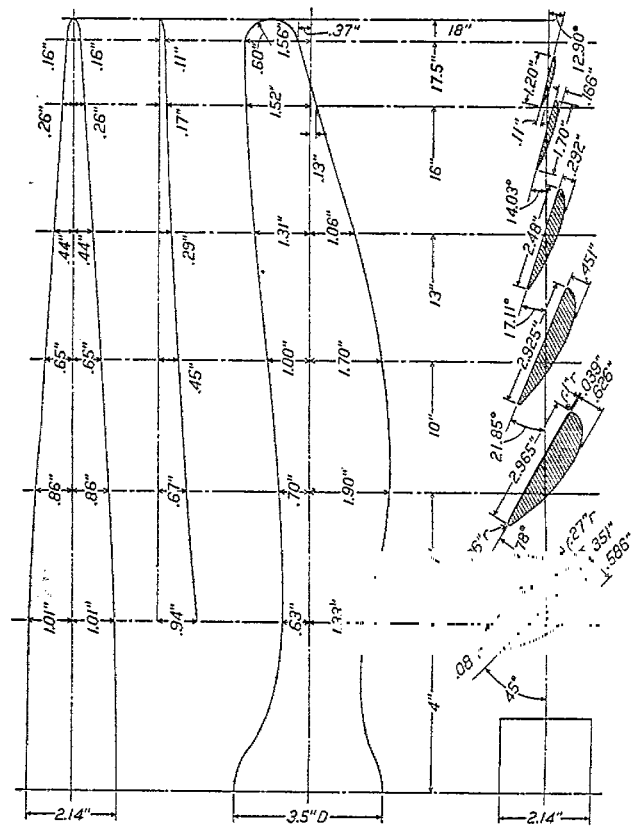 .37"
18"
12.90°
.16" .16" .11" .60" 1.56" 17.5" 1.20"
.166"
.26" .26" .17" 1.52" .11" 1.70"
.13" 16" .292"
14.03°
.44" .44" .29" 1.31" 1.06" 2.48"
.451"
13" 17.11°
.65" .65" .45" 1.00" 1.70" 2.925"
.039"
.626"
10" 21.85°
.86" .86" .67" .70" 1.90" 2.965"
78°
.27"r
.351"
.586"
1.01" 1.01" .94" .63" 1.33"
.08
45°
4"
2.14" 3.5"D 2.14"